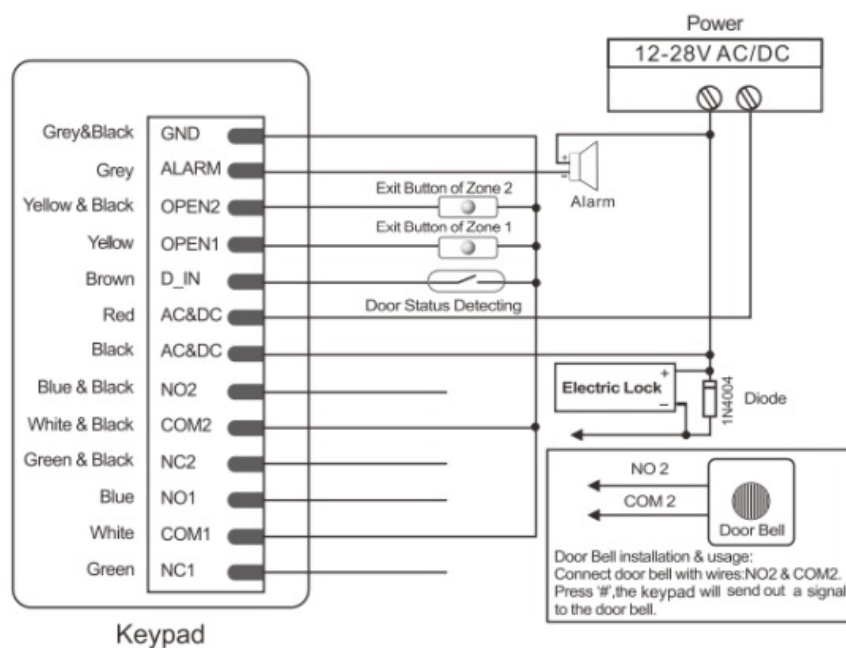 Power
12-28V AC/DC
Grey&Black GND
Grey ALARM
+
-
Alarm
Exit Button of Zone 2
Yellow & Black OPEN2
Exit Button of Zone 1
Yellow OPEN1
Brown D_IN
Door Status Detecting
Red AC&DC
Black AC&DC
Electric Lock
+
-
1N4004
Diode
Blue & Black NO2
White & Black COM2
Green & Black NC2
Blue NO1
White COM1
Green NC1
Keypad
NO 2
COM 2
Door Bell
Door Bell installation & usage:
Connect door bell with wires:NO2 & COM2.
Press '#',the keypad will send out a signal
to the door bell.